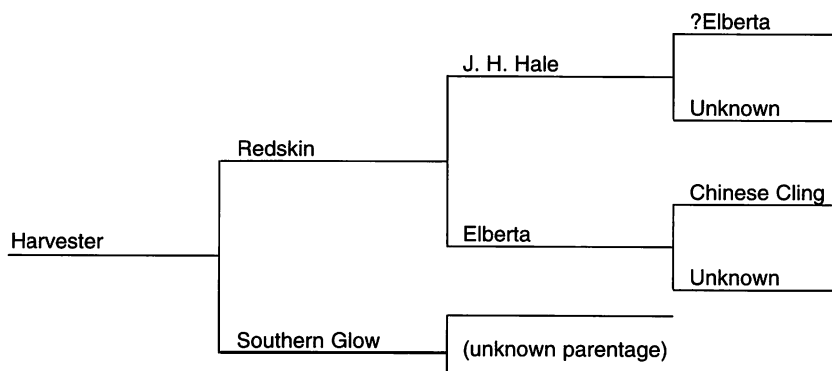 ?Elberta
J. H. Hale
Unknown
Redskin
Chinese Cling
Harvester
Elberta
Unknown
Southern Glow
(unknown parentage)